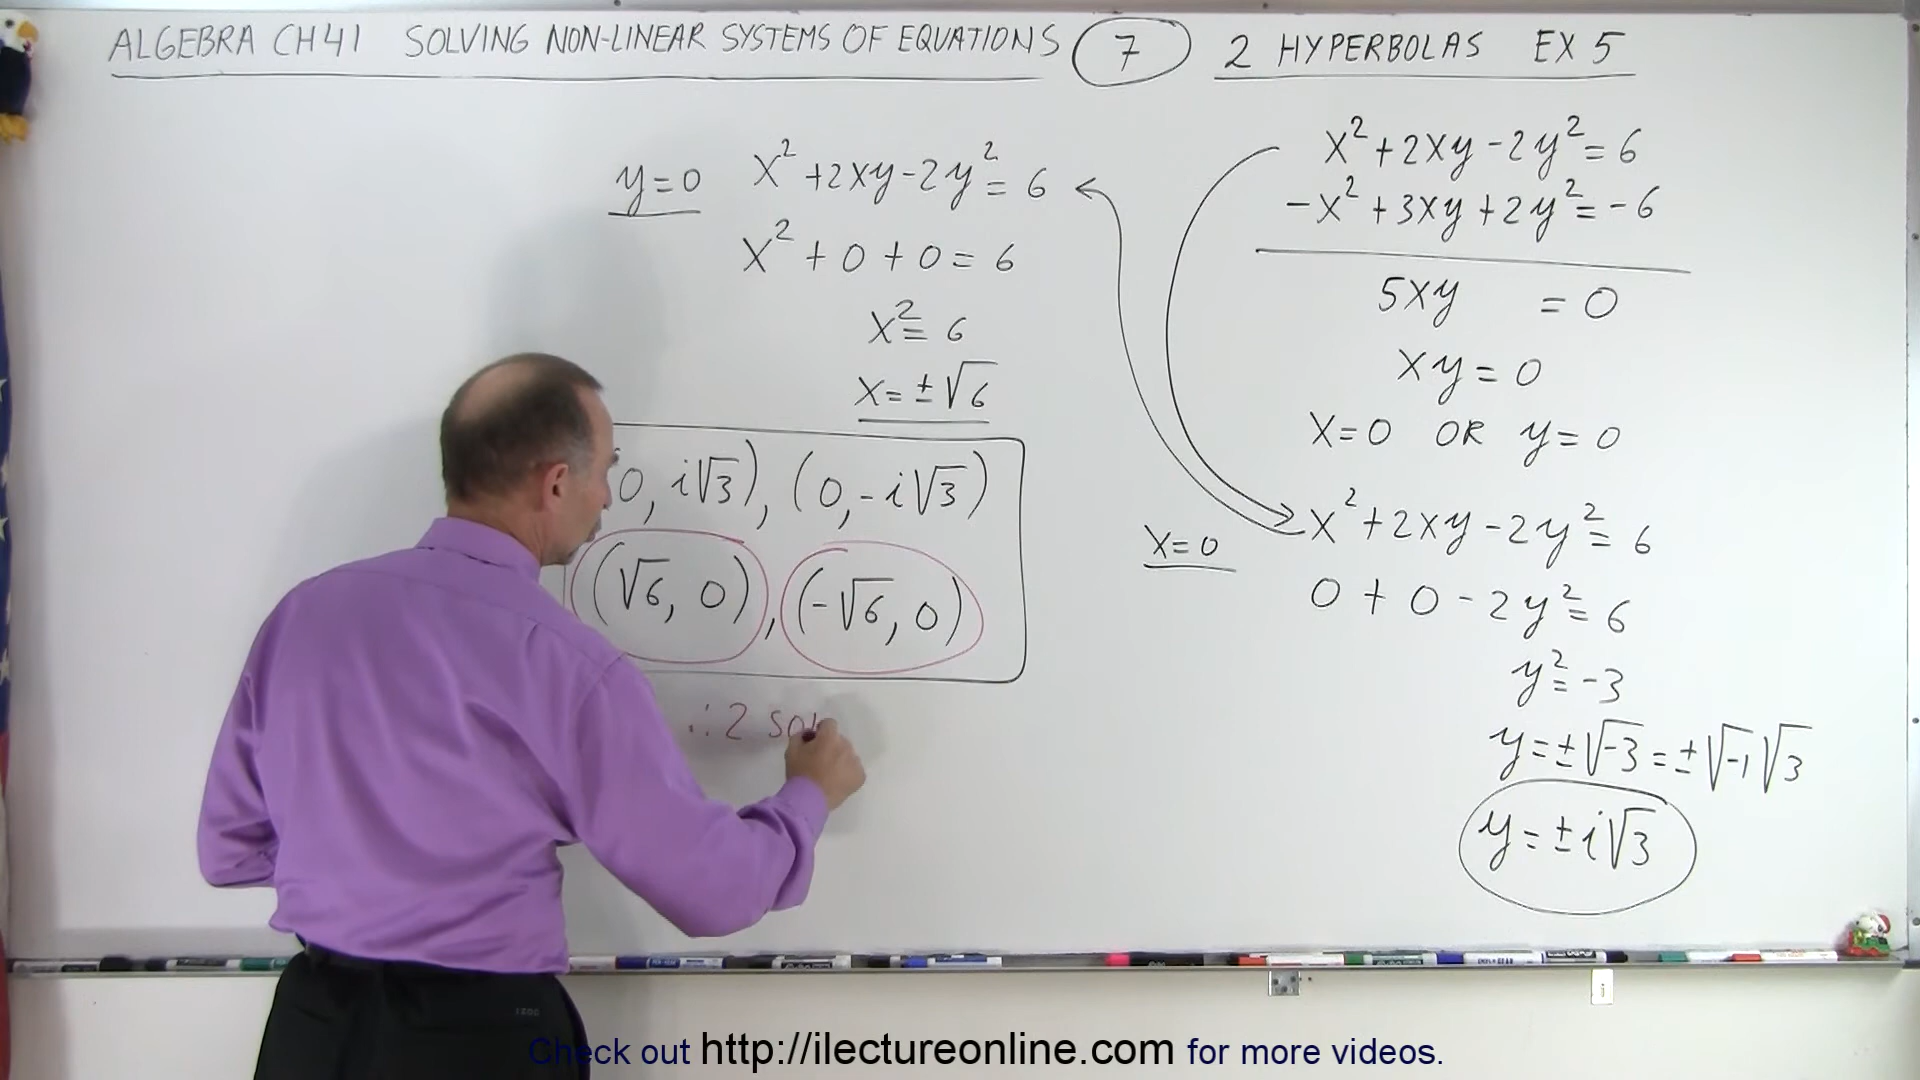 ALGEBRA CH 41 SOLVING NON-LINEAR SYSTEMS OF EQUATIONS 7 2 HYPERBOLAS EX 5
x²+2xy-2y²=6
-x²+3xy+2y²=-6
5xy = 0
xy=0
x=0 OR y=0
x=0 x²+2xy-2y²=6
0+0-2y²=6
y²=-3
y=±√-3=±√-1√3
y=±i√3
y=0 x²+2xy-2y²=6
x²+0+0=6
x²=6
x=±√6
0, i√3), (0,-i√3)
(√6, 0), (-√6, 0)
∴ 2
Check out http://ilectureonline.com for more videos.